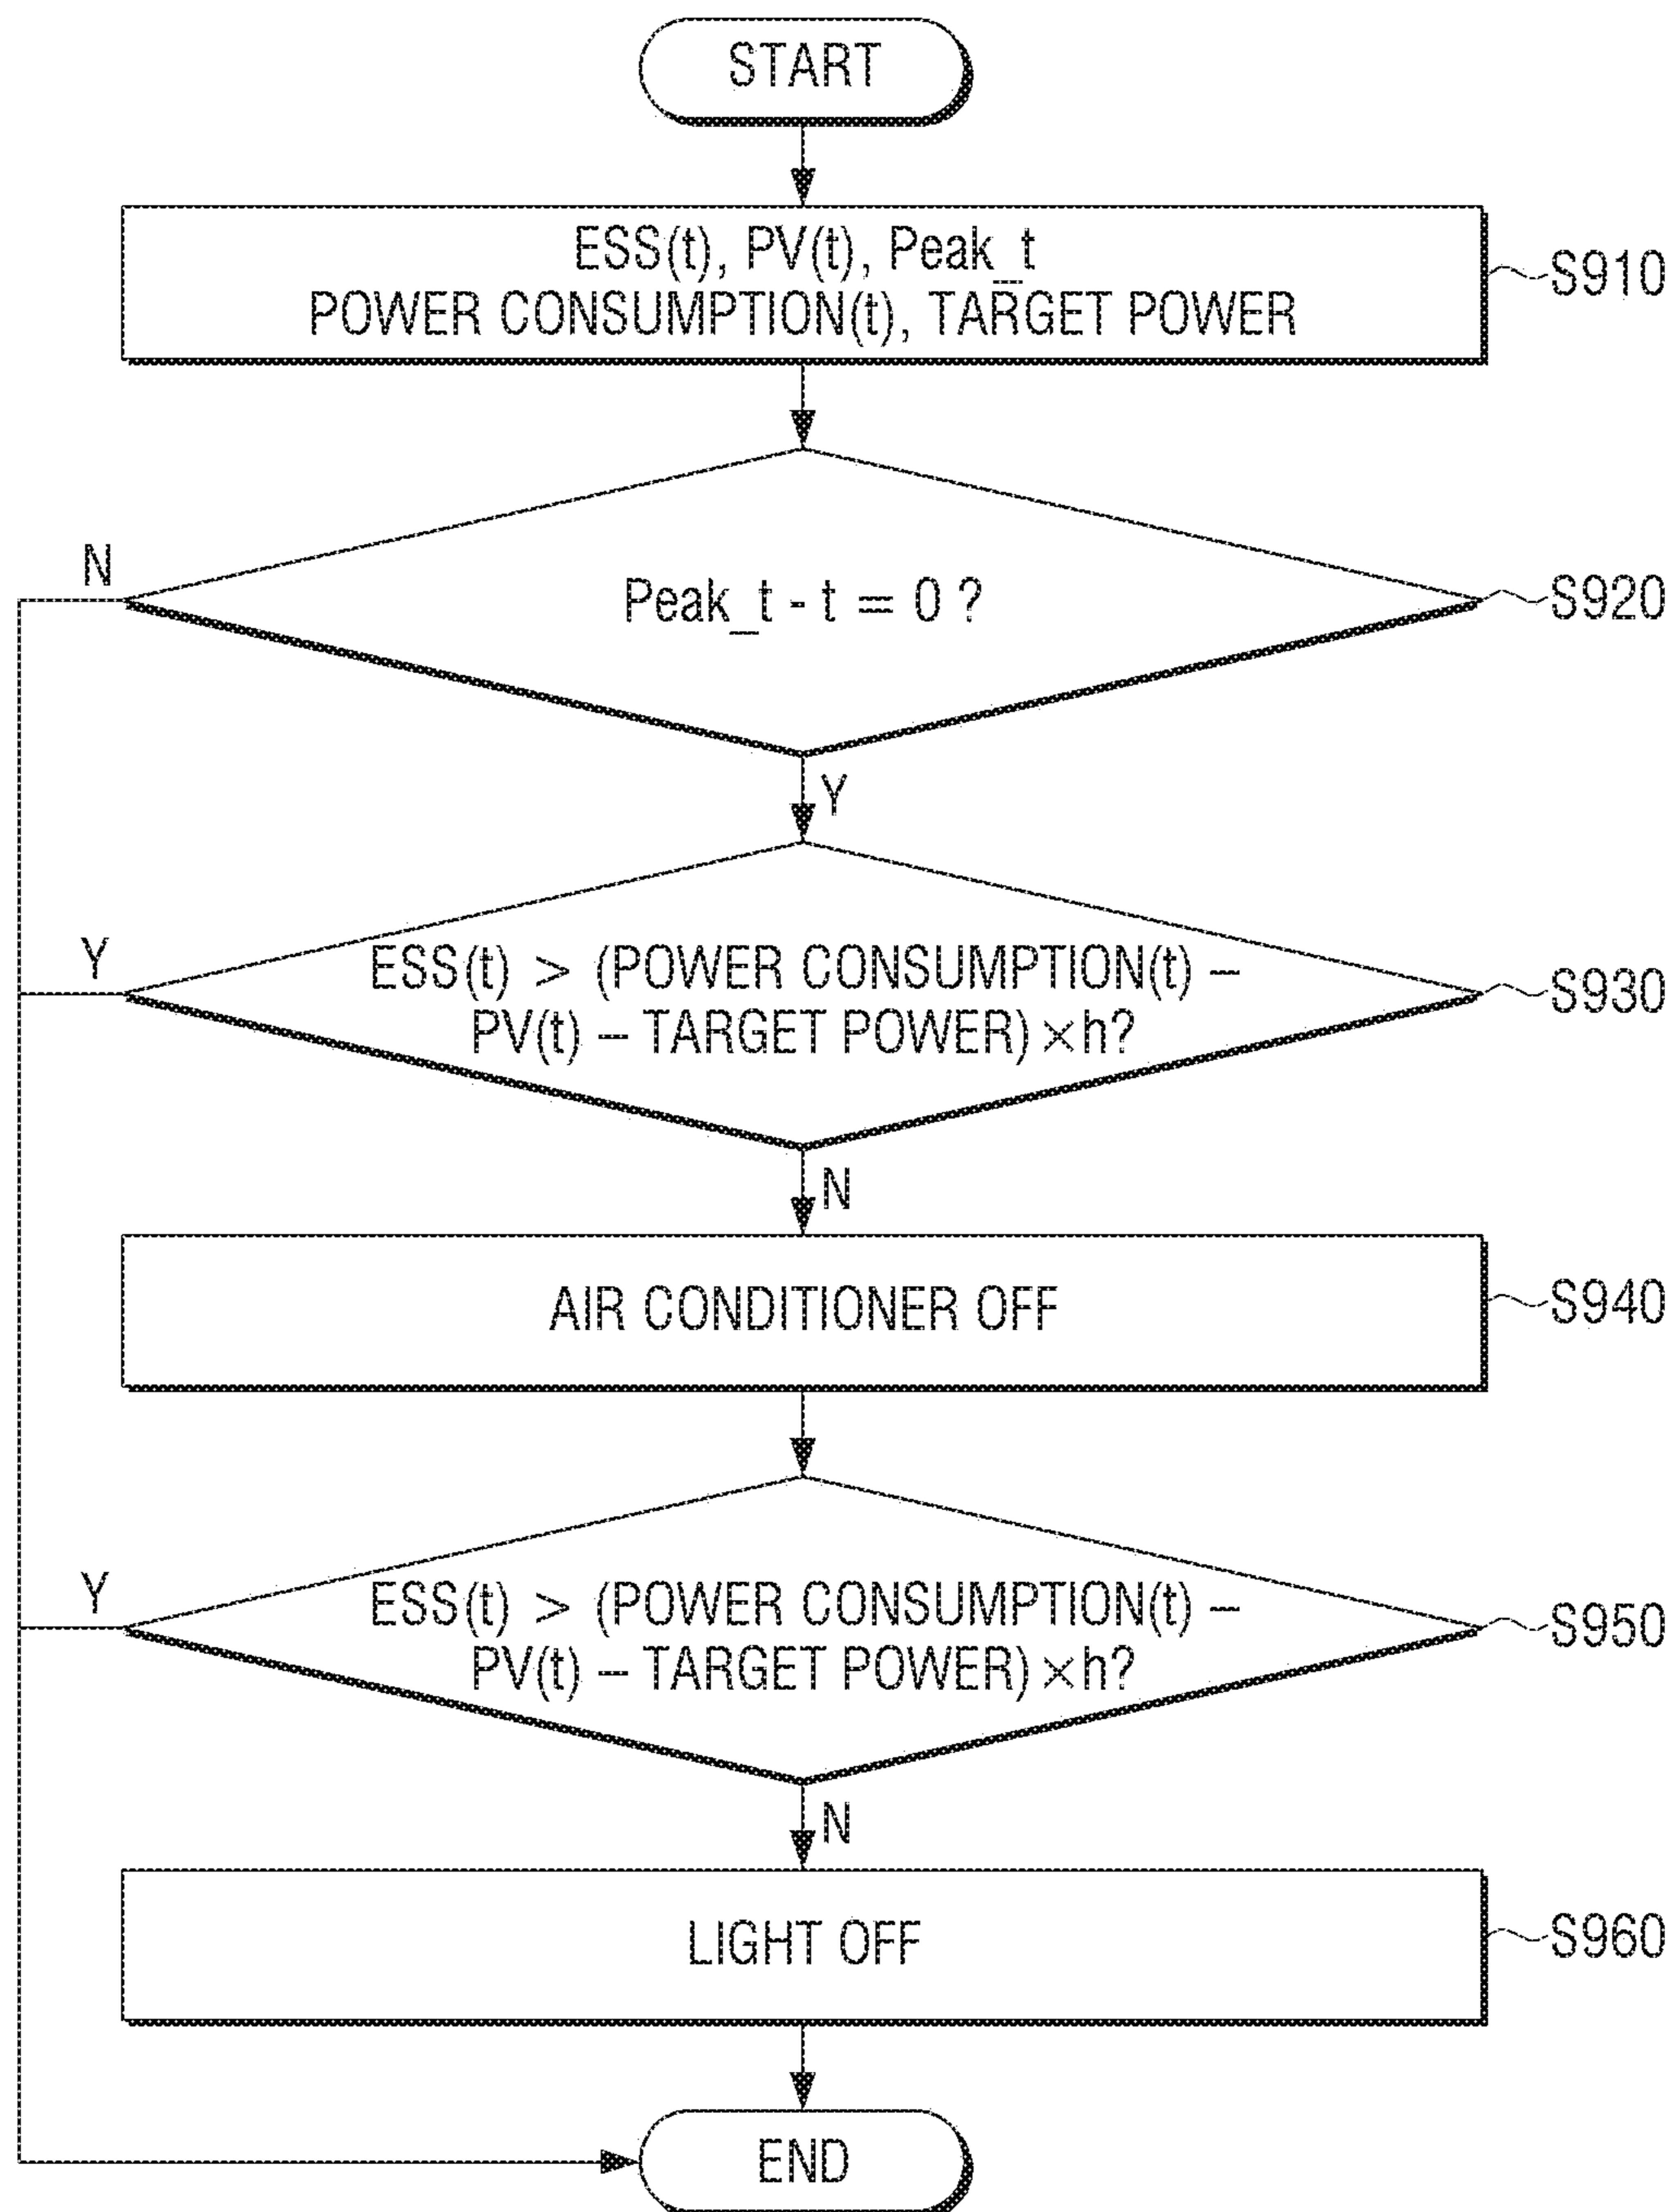 START
ESS(t), PV(t), Peak_t
POWER CONSUMPTION(t), TARGET POWER
S910
N
Peak_t - t = 0 ?
S920
Y
Y
ESS(t) > (POWER CONSUMPTION(t) –
PV(t) – TARGET POWER) ×h?
S930
N
AIR CONDITIONER OFF
S940
Y
ESS(t) > (POWER CONSUMPTION(t) –
PV(t) – TARGET POWER) ×h?
S950
N
LIGHT OFF
S960
END